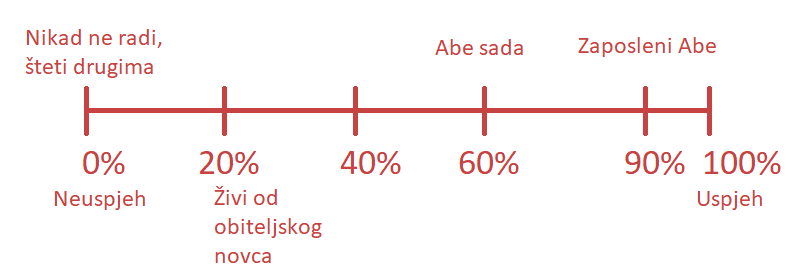 Nikad ne radi,
šteti drugima
Abe sada
Zaposleni Abe
0%
20%
40%
60%
90%
100%
Neuspjeh
Živi od
obiteljskog
novca
Uspjeh